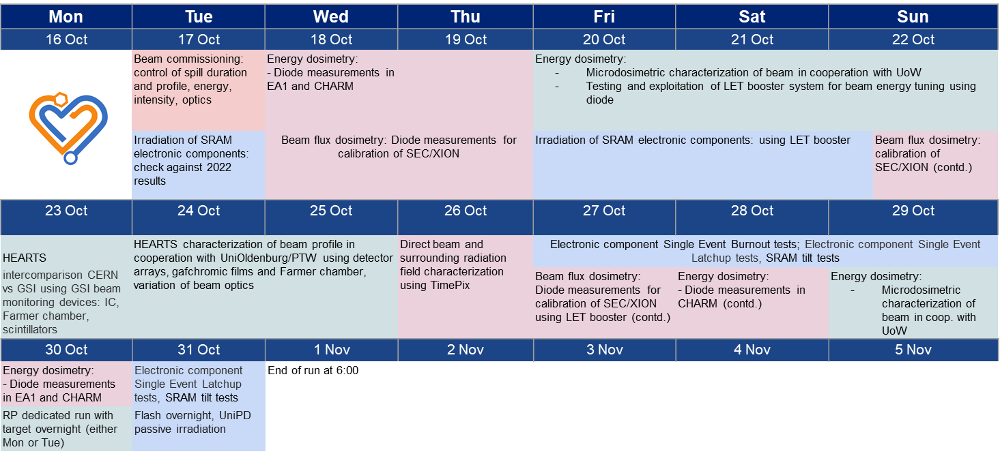 Mon
Tue
Wed
Thu
Fri
Sat
Sun
16 Oct
17 Oct
18 Oct
19 Oct
20 Oct
21 Oct
22 Oct
Beam commissioning:
control of spill duration
and profile, energy,
intensity, optics
Energy dosimetry:
- Diode measurements in
EA1 and CHARM
Energy dosimetry:
- Microdosimetric characterization of beam in cooperation with UoW
- Testing and exploitation of LET booster system for beam energy tuning using
diode
Irradiation of SRAM
electronic components:
check against 2022
results
Beam flux dosimetry: Diode measurements for
calibration of SEC/XION
Irradiation of SRAM electronic components: using LET booster
Beam flux dosimetry:
calibration of
SEC/XION (contd.)
23 Oct
24 Oct
25 Oct
26 Oct
27 Oct
28 Oct
29 Oct
HEARTS
intercomparison CERN
vs GSI using GSI beam
monitoring devices: IC,
Farmer chamber,
scintillators
HEARTS characterization of beam profile in
cooperation with UniOldenburg/PTW using detector
arrays, gafchromic films and Farmer chamber,
variation of beam optics
Direct beam and
surrounding radiation
field characterization
using TimePix
Electronic component Single Event Burnout tests; Electronic component Single Event
Latchup tests, SRAM tilt tests
Beam flux dosimetry:
Diode measurements for
calibration of SEC/XION
using LET booster (contd.)
Energy dosimetry:
- Diode measurements in
CHARM (contd.)
Energy dosimetry:
- Microdosimetric
characterization of
beam in coop. with
UoW
30 Oct
31 Oct
1 Nov
2 Nov
3 Nov
4 Nov
5 Nov
Energy dosimetry:
- Diode measurements
in EA1 and CHARM
Electronic component
Single Event Latchup
tests, SRAM tilt tests
End of run at 6:00
RP dedicated run with
target overnight (either
Mon or Tue)
Flash overnight, UniPD
passive irradiation